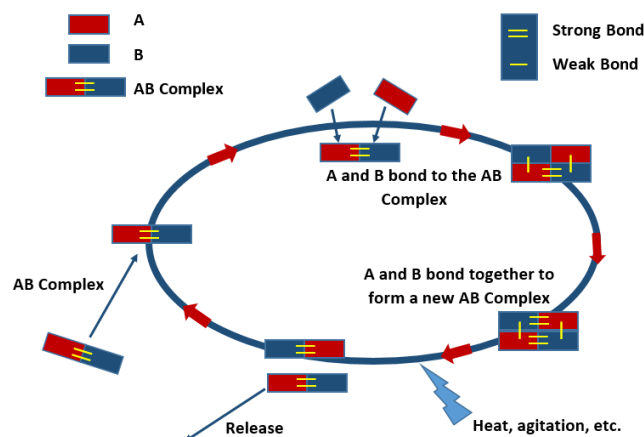 A
B
AB Complex
Strong Bond
Weak Bond
A and B bond to the AB
Complex
AB Complex
A and B bond together to
form a new AB Complex
Release
Heat, agitation, etc.